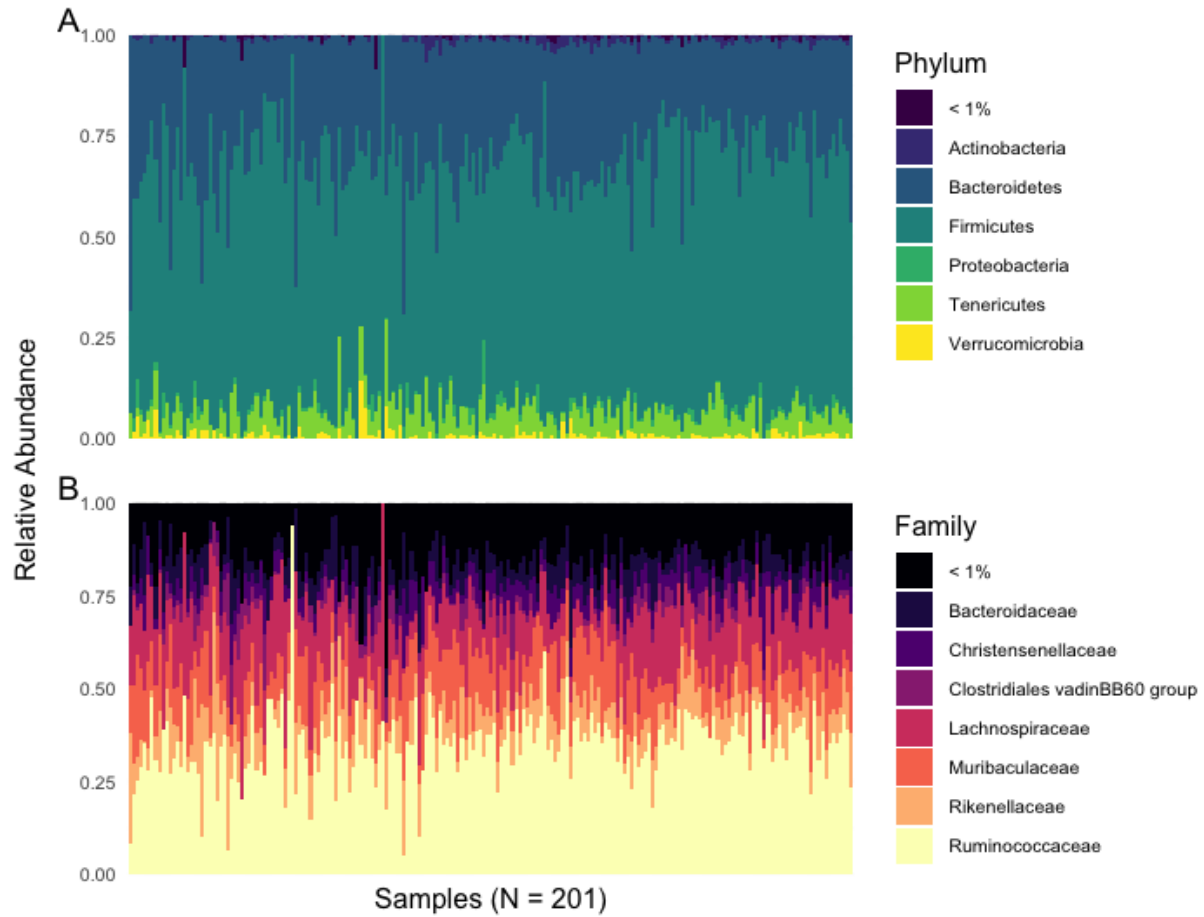 A
1.00
0.75
0.50
0.25
0.00
Phylum
< 1%
Actinobacteria
Bacteroidetes
Firmicutes
Proteobacteria
Tenericutes
Verrucomicrobia
Relative Abundance
B
1.00
0.75
0.50
0.25
0.00
Family
< 1%
Bacteroidaceae
Christensenellaceae
Clostridiales vadinBB60 group
Lachnospiraceae
Muribaculaceae
Rikenellaceae
Ruminococcaceae
Samples (N = 201)